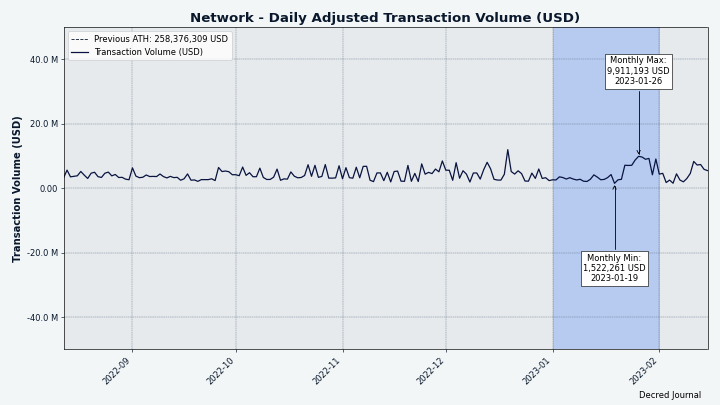 Network - Daily Adjusted Transaction Volume (USD)
Previous ATH: 258,376,309 USD
Transaction Volume (USD)
Monthly Max:
9,911,193 USD
2023-01-26
Monthly Min:
1,522,261 USD
2023-01-19
Transaction Volume (USD)
40.0 M
20.0 M
0.00
-20.0 M
-40.0 M
2022-09
2022-10
2022-11
2022-12
2023-01
2023-02
Decred Journal